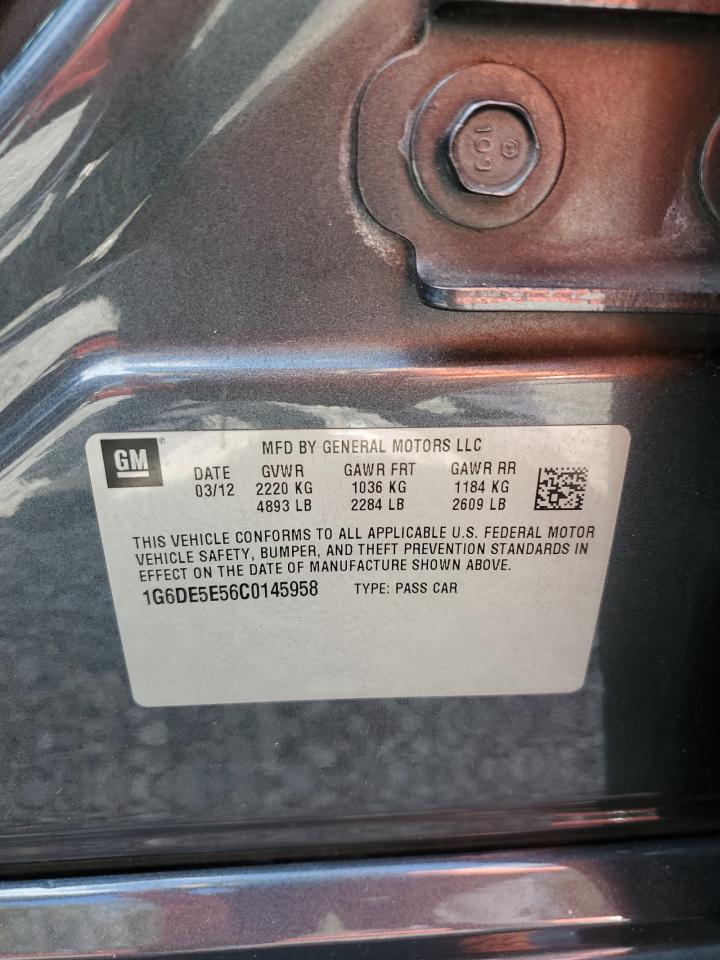 109
GM
®
MFD BY GENERAL MOTORS LLC
DATE GVWR GAWR FRT GAWR RR
03/12 2220 KG 1036 KG 1184 KG
4893 LB 2284 LB 2609 LB
THIS VEHICLE CONFORMS TO ALL APPLICABLE U.S. FEDERAL MOTOR
VEHICLE SAFETY, BUMPER, AND THEFT PREVENTION STANDARDS IN
EFFECT ON THE DATE OF MANUFACTURE SHOWN ABOVE.
1G6DE5E56C0145958 TYPE: PASS CAR